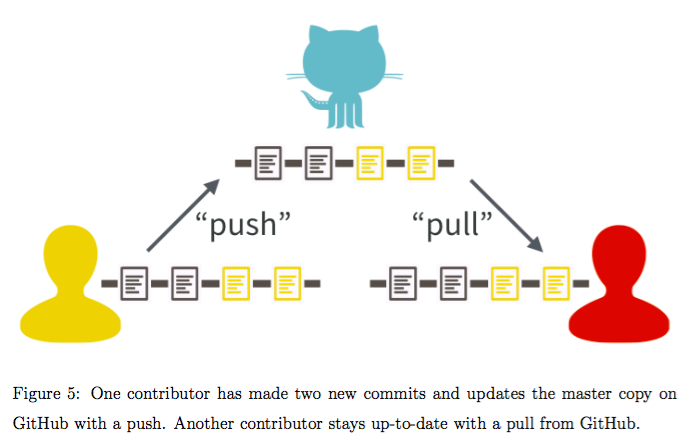 “push”
“pull”
Figure 5: One contributor has made two new commits and updates the master copy on
GitHub with a push. Another contributor stays up-to-date with a pull from GitHub.